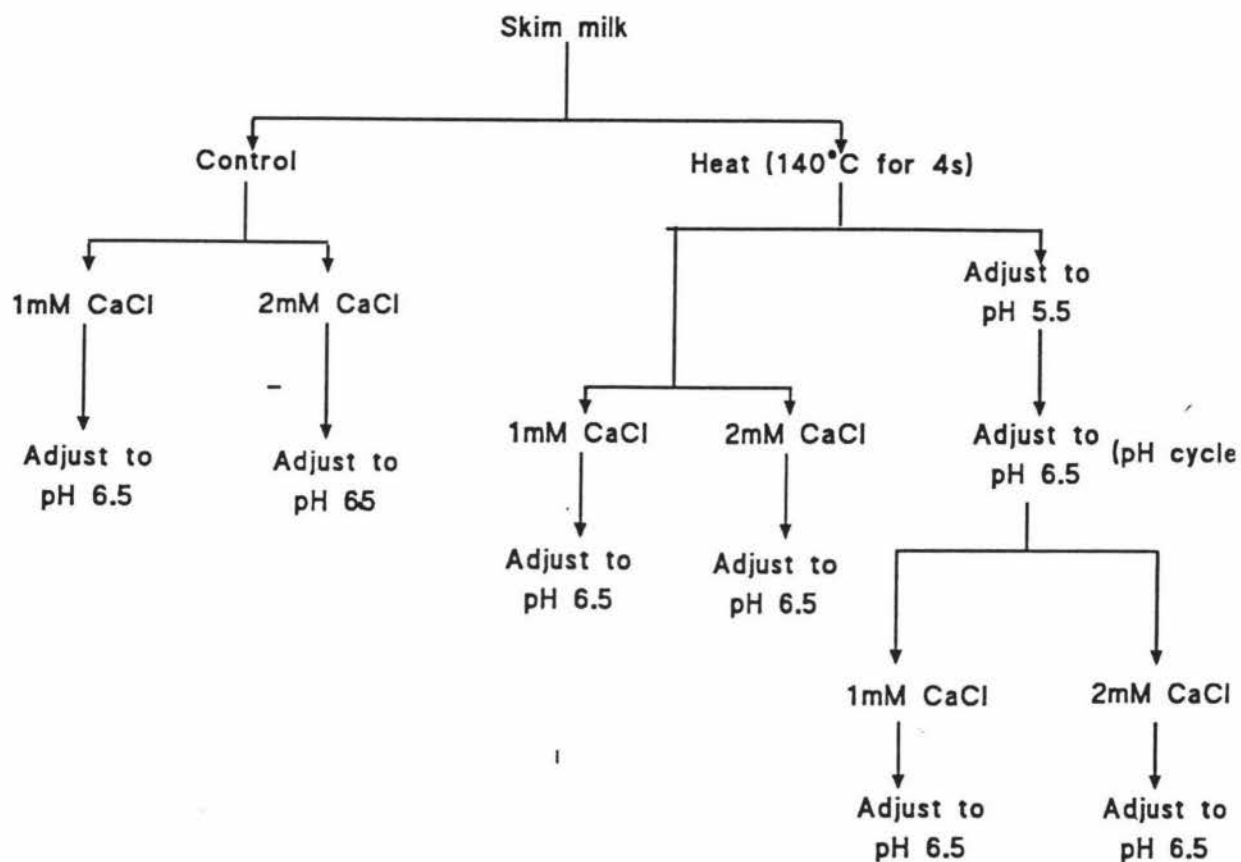 Skim milk
Control
Heat (140°C for 4s)
1mM CaCl
2mM CaCl
Adjust to
pH 5.5
Adjust to
pH 6.5
Adjust to
pH 65
1mM CaCl
2mM CaCl
Adjust to
pH 6.5
(pH cycle
Adjust to
pH 6.5
Adjust to
pH 6.5
1mM CaCl
2mM CaCl
Adjust to
pH 6.5
Adjust to
pH 6.5